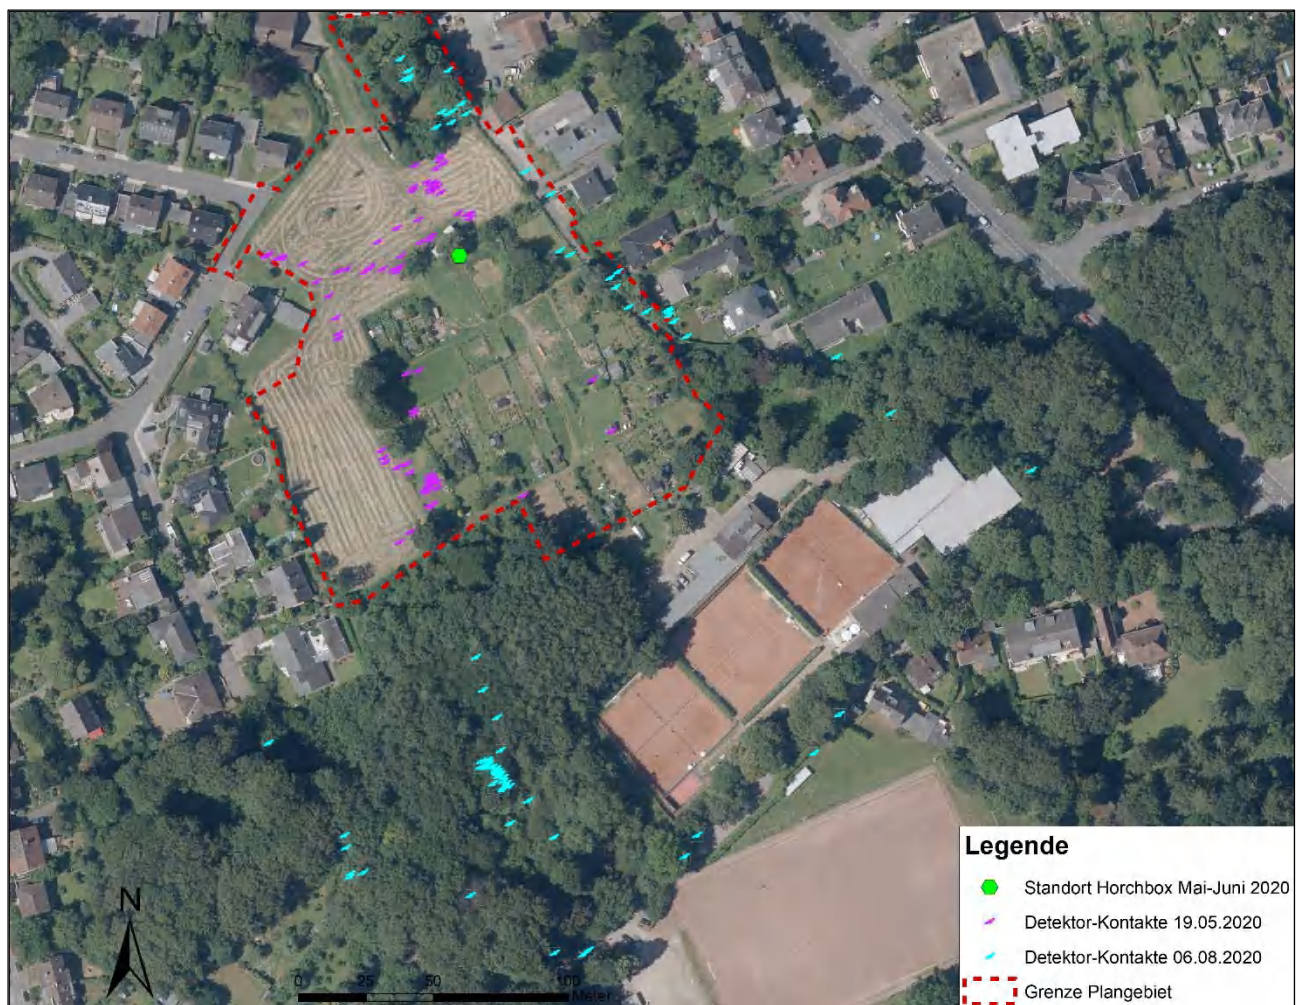 N
0 25 50 100
Meter
Legende
Standort Horchbox Mai-Juni 2020
Detektor-Kontakte 19.05.2020
Detektor-Kontakte 06.08.2020
Grenze Plangebiet